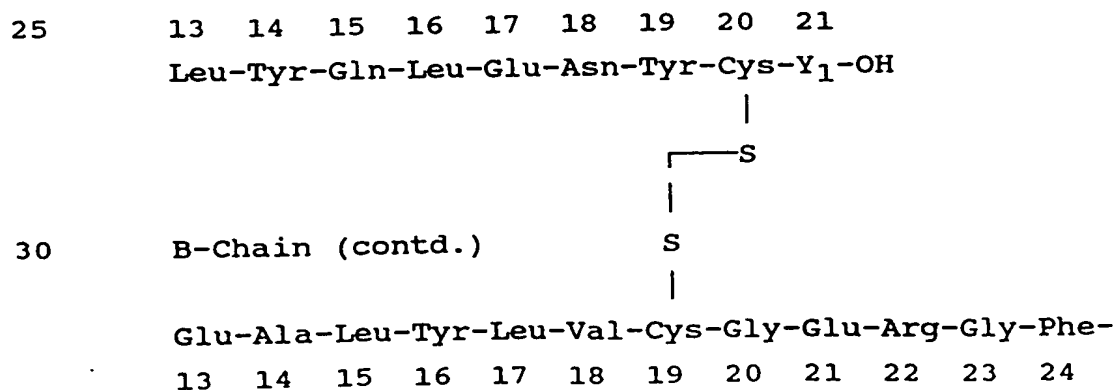 25 13 14 15 16 17 18 19 20 21
Leu-Tyr-Gln-Leu-Glu-Asn-Tyr-Cys-Y1-OH
S
30 B-Chain (contd.) S
Glu-Ala-Leu-Tyr-Leu-Val-Cys-Gly-Glu-Arg-Gly-Phe-
13 14 15 16 17 18 19 20 21 22 23 24